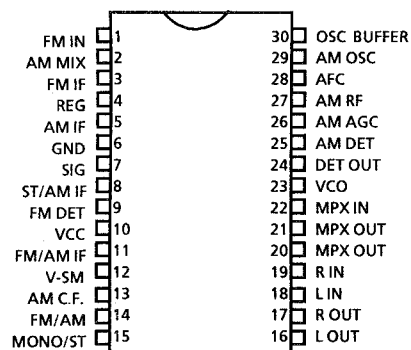 FM IN 1 30 OSC BUFFER
AM MIX 2 29 AM OSC
FM IF 3 28 AFC
REG 4 27 AM RF
AM IF 5 26 AM AGC
GND 6 25 AM DET
SIG 7 24 DET OUT
ST/AM IF 8 23 VCO
FM DET 9 22 MPX IN
VCC 10 21 MPX OUT
FM/AM IF 11 20 MPX OUT
V-SM 12 19 R IN
AM C.F. 13 18 L IN
FM/AM 14 17 R OUT
MONO/ST 15 16 L OUT